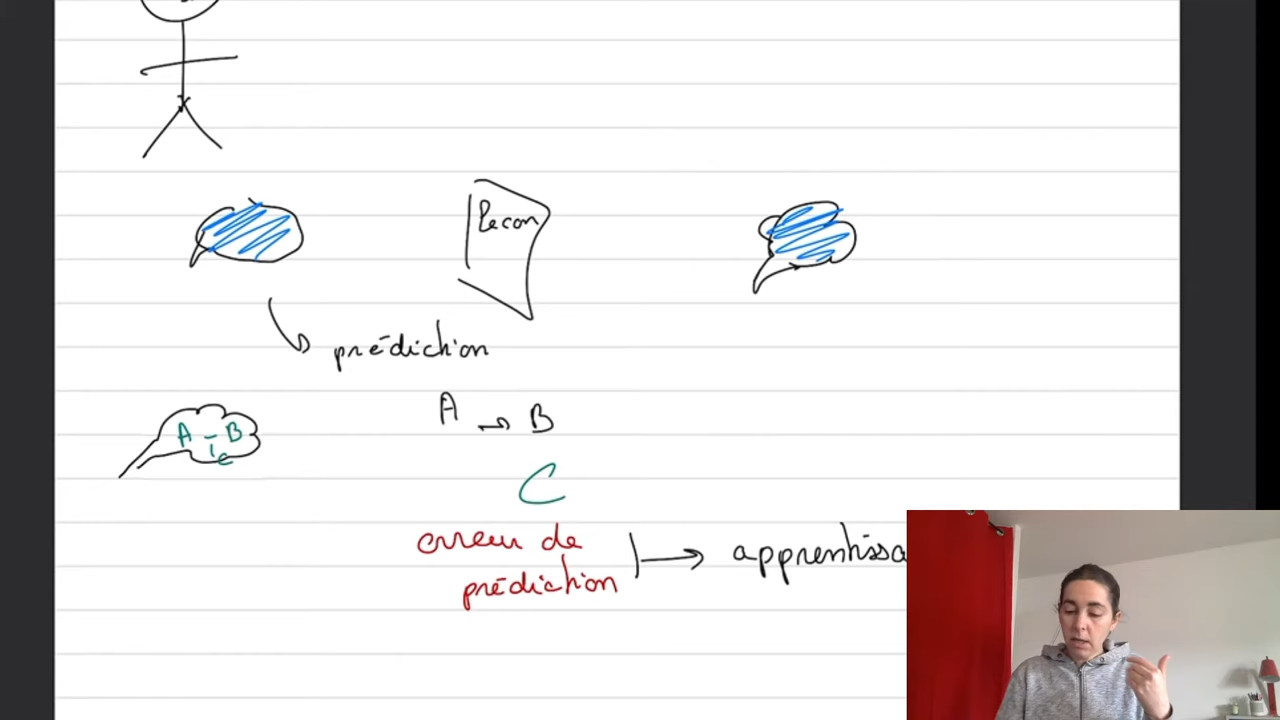 leçon
prédiction
A → B
A - B
C
C
erreur de
prédiction
→ apprentissa